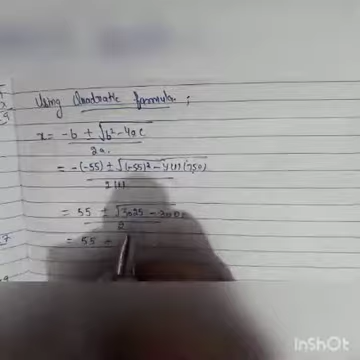 Using Quadratic formula ;
x = -b ± √b² - 4ac
2a
= -(-55) ± √(-55)² - 4(1)(750)
2(1)
= 55 ± √3025 - 3000
2
= 55 ±
InShOt